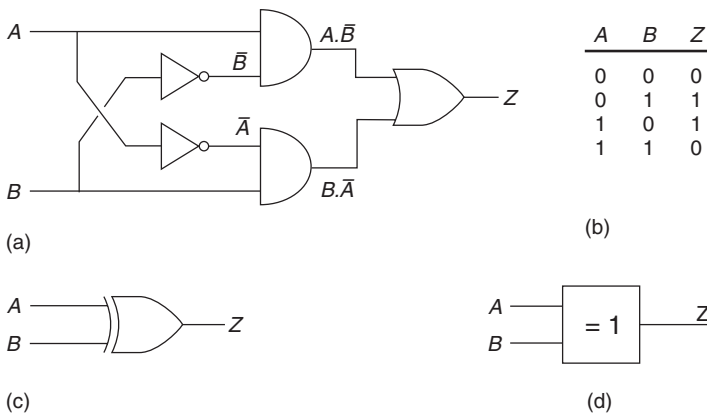 A
B
B̅
A̅
A.B̅
B.A̅
Z
(a)
A B Z
0 0 0
0 1 1
1 0 1
1 1 0
(b)
A
B
Z
(c)
A
B
= 1
Z
(d)